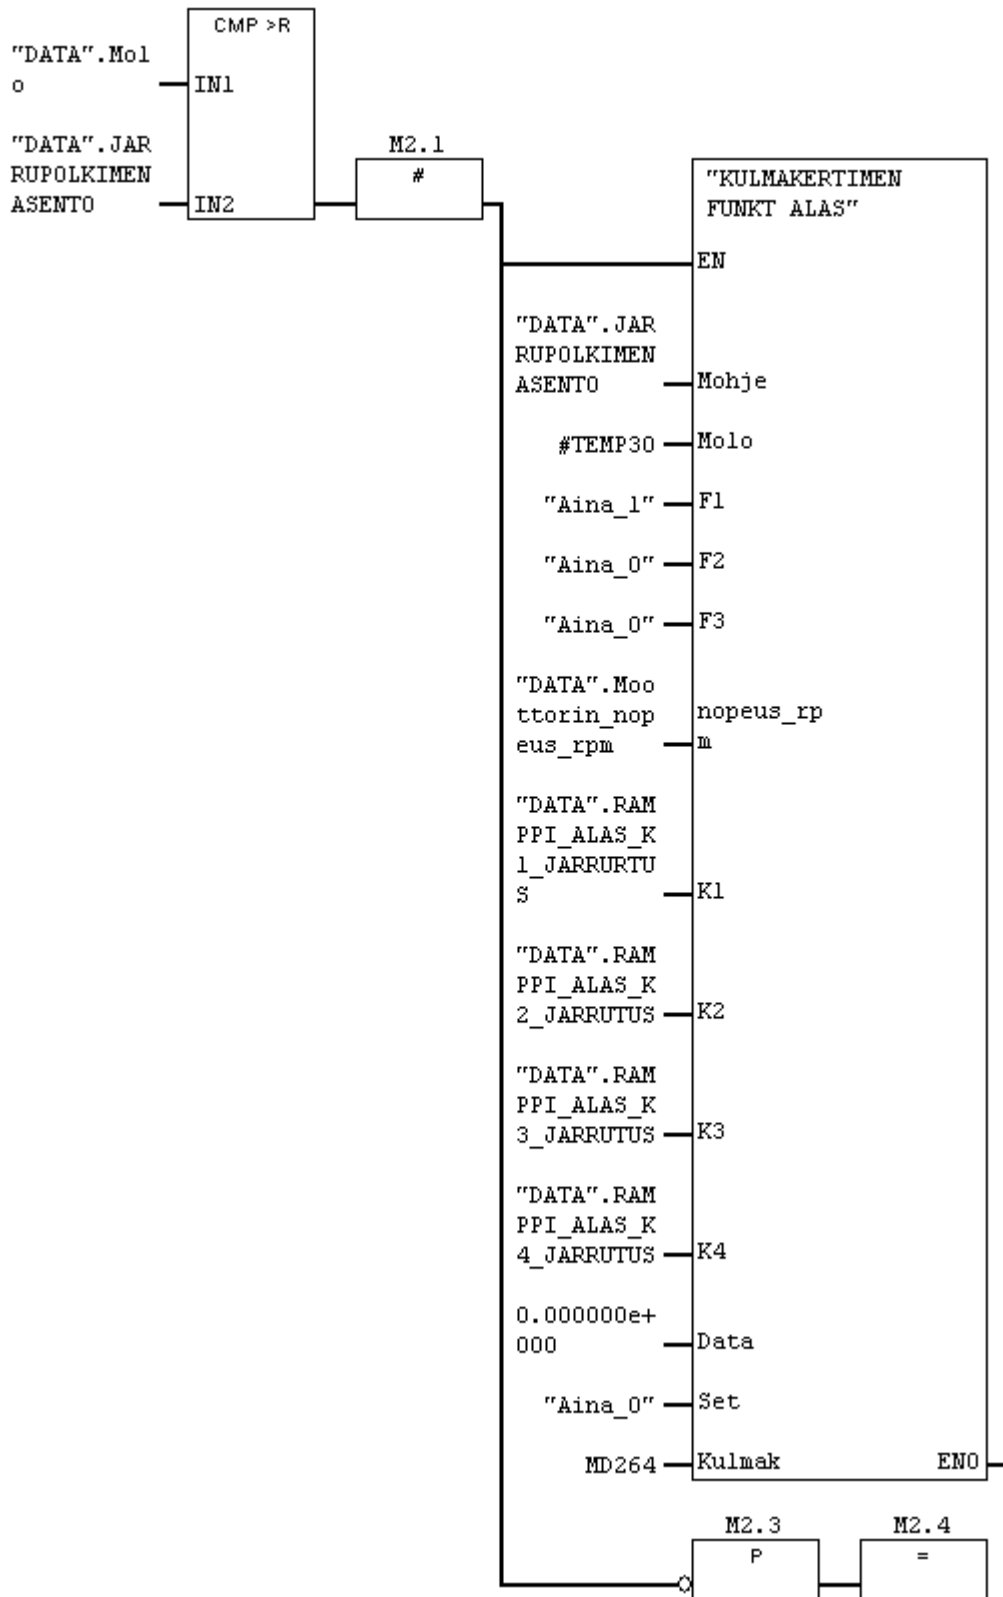 CMP >R
"DATA".Mol
o
IN1
"DATA".JAR
RUPOLKIMEN
ASENTO
IN2
M2.1
#
"KULMAKERTIMEN
FUNKT ALAS"
EN
"DATA".JAR
RUPOLKIMEN
ASENTO
Mohje
#TEMP30
Molo
"Aina_1"
F1
"Aina_0"
F2
"Aina_0"
F3
"DATA".Moo
ttorin_nop
eus_rpm
nopeus_rp
m
"DATA".RAM
PPI_ALAS_K
1_JARRURTU
S
K1
"DATA".RAM
PPI_ALAS_K
2_JARRUTUS
K2
"DATA".RAM
PPI_ALAS_K
3_JARRUTUS
K3
"DATA".RAM
PPI_ALAS_K
4_JARRUTUS
K4
0.000000e+
000
Data
"Aina_0"
Set
MD264
Kulmak
ENO
M2.3
P
M2.4
=